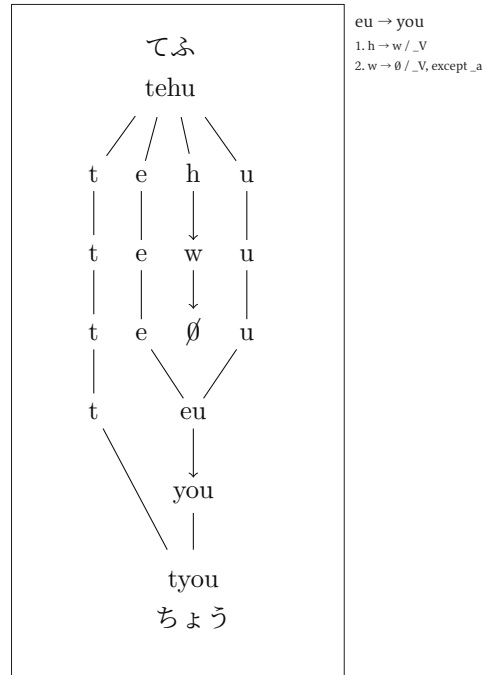 てふ
tehu
t e h u
t e w u
t e ∅ u
t eu
you
tyou
ちょう
eu → you
1. h → w / _V
2. w → ∅ / _V, except _a